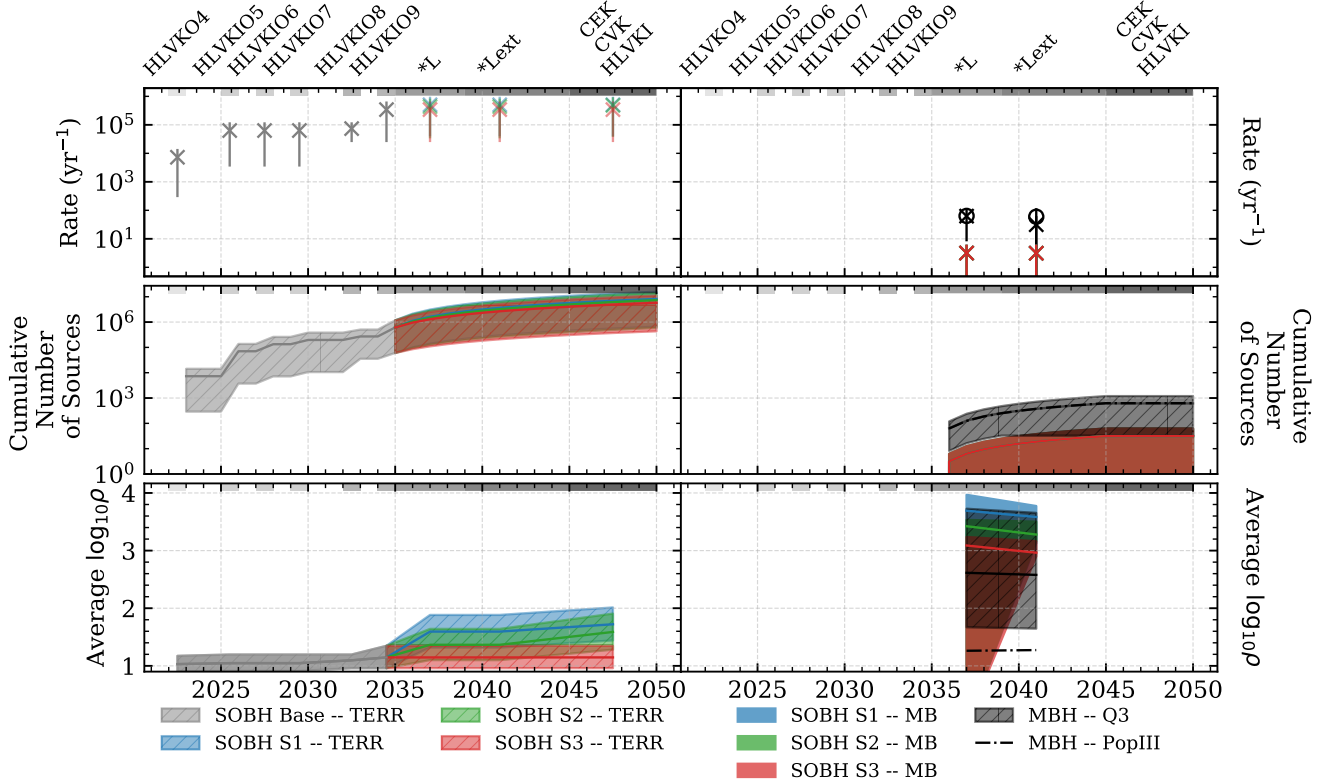 HLVKO4
HLVKIO5
HLVKIO6
HLVKIO7
HLVKIO8
HLVKIO9
*L
*Lext
CEK
CVK
HLVKI
HLVKO4
HLVKIO5
HLVKIO6
HLVKIO7
HLVKIO8
HLVKIO9
*L
*Lext
CEK
CVK
HLVKI
Rate (yr⁻¹)
10⁵
10³
10¹
Rate (yr⁻¹)
Cumulative
Number
of Sources
10⁶
10³
10⁰
Cumulative
Number
of Sources
Average log₁₀ρ
4
3
2
1
Average log₁₀ρ
2025 2030 2035 2040 2045 2050
2025 2030 2035 2040 2045 2050
SOBH Base -- TERR
SOBH S1 -- TERR
SOBH S2 -- TERR
SOBH S3 -- TERR
SOBH S1 -- MB
SOBH S2 -- MB
SOBH S3 -- MB
MBH -- Q3
MBH -- PopIII